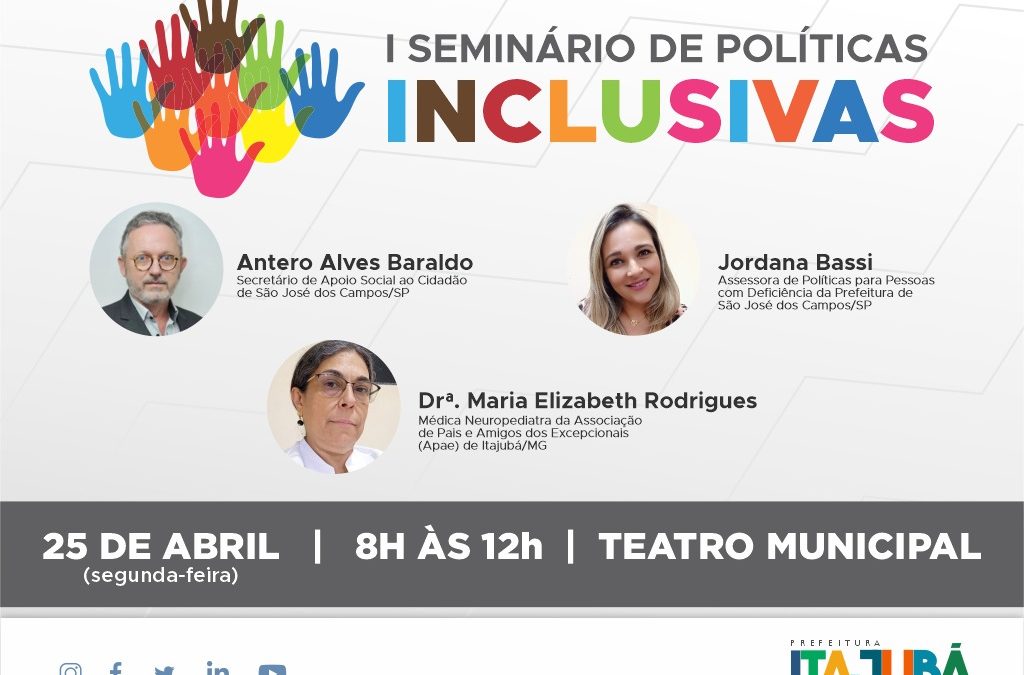 I SEMINÁRIO DE POLÍTICAS
INCLUSIVAS
Antero Alves Baraldo
Secretário de Apoio Social ao Cidadão
de São José dos Campos/SP
Jordana Bassi
Assessora de Políticas para Pessoas
com Deficiência da Prefeitura de
São José dos Campos/SP
Drª. Maria Elizabeth Rodrigues
Médica Neuropediatra da Associação
de Pais e Amigos dos Excepcionais
(Apae) de Itajubá/MG
25 DE ABRIL | 8H ÀS 12h | TEATRO MUNICIPAL
(segunda-feira)
PREFEITURA
ITAJUBÁ